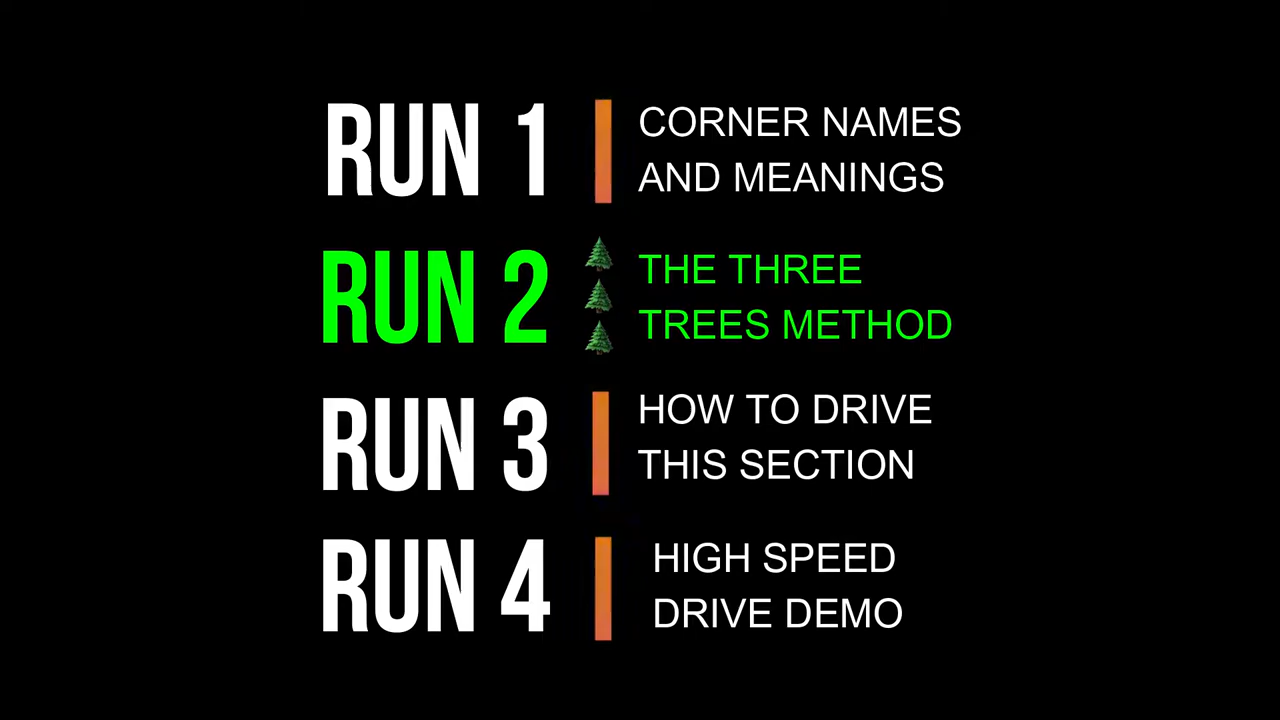 RUN 1
CORNER NAMES
AND MEANINGS
RUN 2
THE THREE
TREES METHOD
RUN 3
HOW TO DRIVE
THIS SECTION
RUN 4
HIGH SPEED
DRIVE DEMO